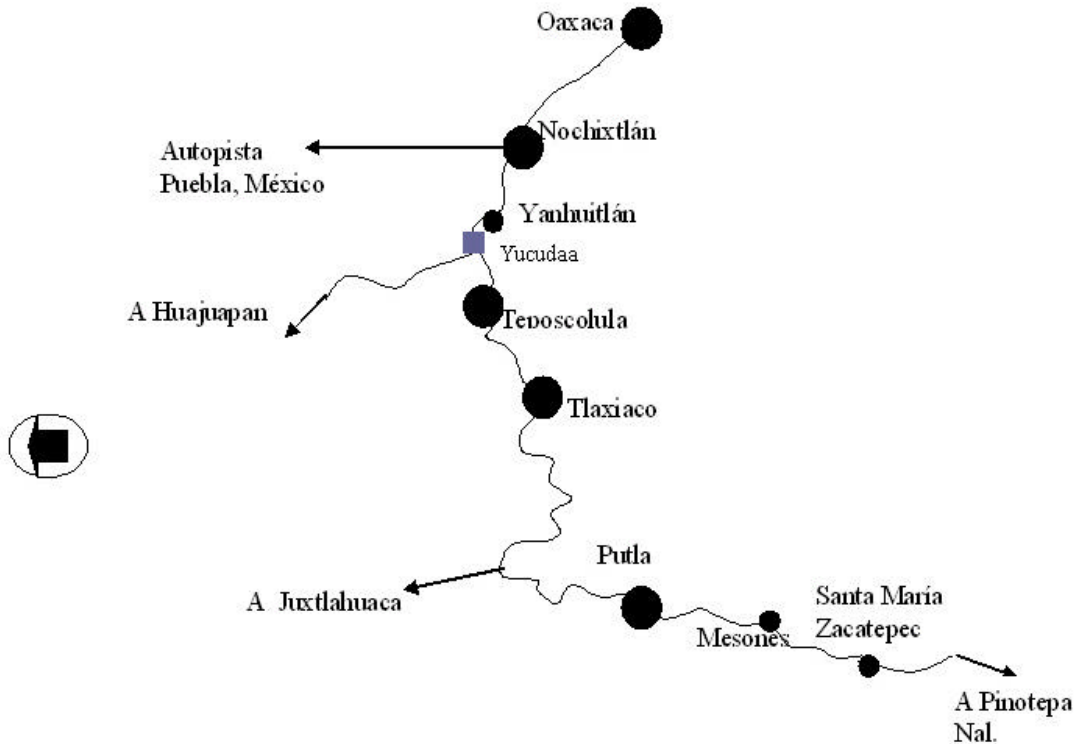 Oaxaca
Nochixtlán
Autopista
Puebla, México
Yanhuitlán
Yucudaa
A Huajuapan
Teposcolula
Tlaxiaco
Putla
A Juxtlahuaca
Santa María
Zacatepec
Mesones
A Pinotepa
Nal.